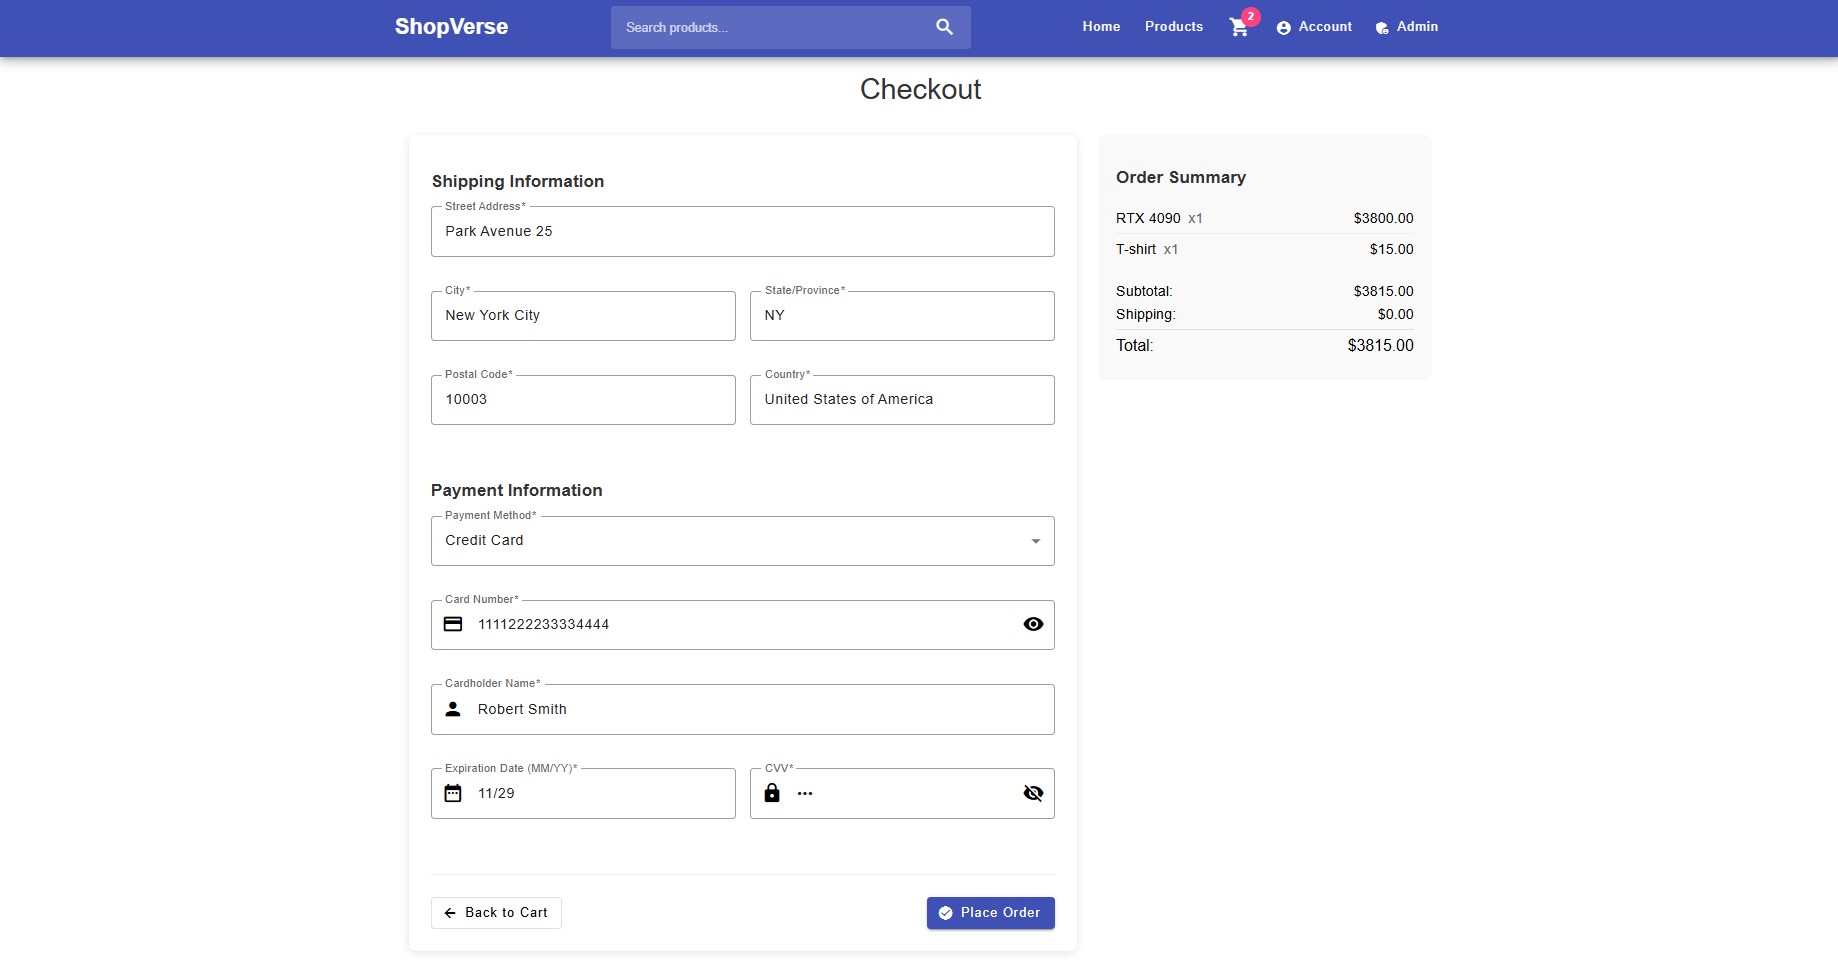 ShopVerse
Search products...
Home Products 2 Account Admin
Checkout
Shipping Information
Street Address*
Park Avenue 25
City* State/Province*
New York City NY
Postal Code* Country*
10003 United States of America
Payment Information
Payment Method*
Credit Card
Card Number*
1111222233334444
Cardholder Name*
Robert Smith
Expiration Date (MM/YY)* CVV*
11/29 •••
Back to Cart Place Order
Order Summary
RTX 4090 x1 $3800.00
T-shirt x1 $15.00
Subtotal: $3815.00
Shipping: $0.00
Total: $3815.00